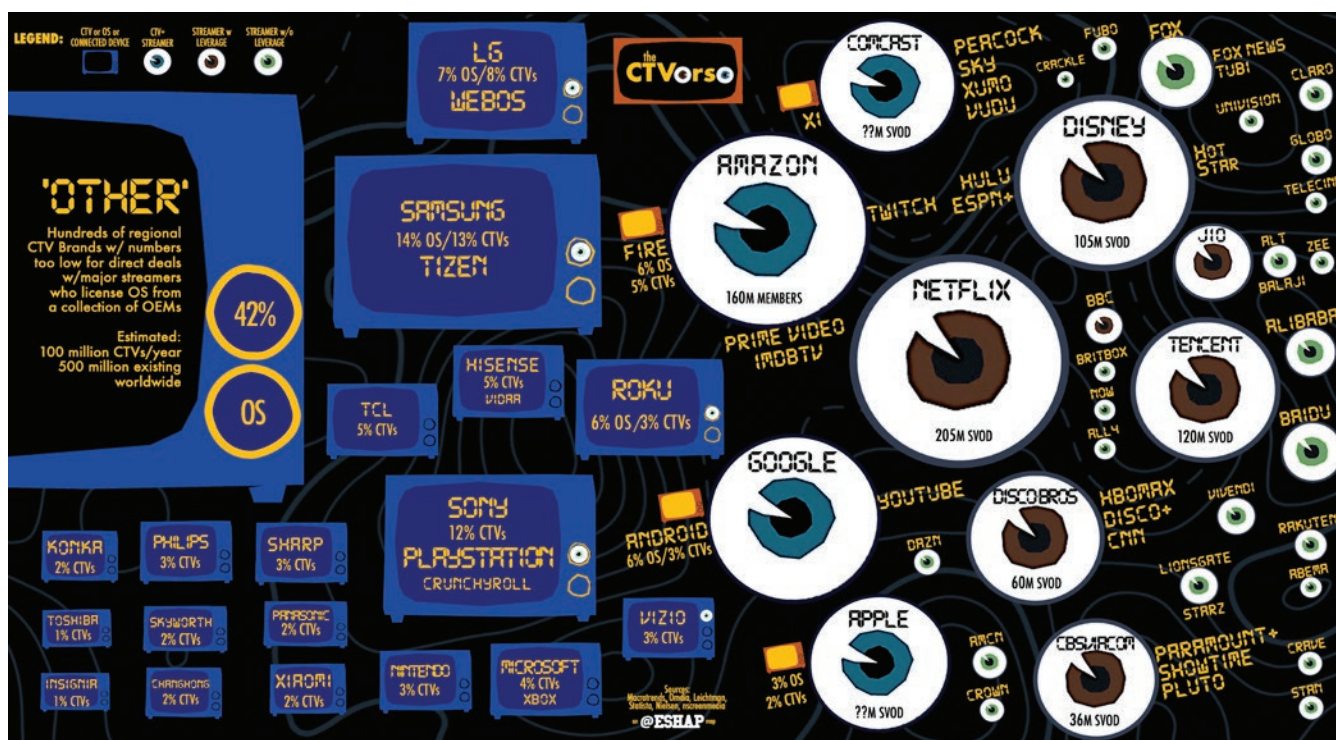 LEGEND:
CTV or OS or
CONNECTED DEVICE
CTV+
STREAMER
STREAMER w
LEVERAGE
STREAMER w/o
LEVERAGE
'OTHER'
Hundreds of regional
CTV Brands w/ numbers
too low for direct deals
w/major streamers
who license OS from
a collection of OEMs
Estimated:
100 million CTVs/year
500 million existing
worldwide
42%
OS
LG
7% OS/8% CTVs
WEBOS
SAMSUNG
14% OS/13% CTVs
TIZEN
HISENSE
5% CTVs
VIDAA
TCL
5% CTVs
ROKU
6% OS/3% CTVs
SONY
12% CTVs
PLAYSTATION
CRUNCHYROLL
KONKA
2% CTVs
PHILIPS
3% CTVs
SHARP
3% CTVs
TOSHIBA
1% CTVs
SKYWORTH
2% CTVs
PANASONIC
2% CTVs
INSIGNIA
1% CTVs
CHANGHONG
2% CTVs
XIAOMI
2% CTVs
NINTENDO
3% CTVs
MICROSOFT
4% CTVs
XBOX
VIZIO
3% CTVs
Sources:
Macrotrends, Omdia, Leichtman,
Statista, Nielsen, nscreenmedia
@ESHAP
the
CTVerse
COMCAST
??M SVOD
XI
PEACOCK
SKY
XUMO
VUDU
CRACKLE
FUBO
FOX
FOX NEWS
TUBI
UNIVISION
CLARO
GLOBO
TELECINE
AMAZON
160M MEMBERS
FIRE
6% OS
5% CTVs
TWITCH
PRIME VIDEO
IMDBTV
DISNEY
105M SVOD
HULU
ESPN+
HOT
STAR
JIO
ALT
BALAJI
ZEE
NETFLIX
205M SVOD
BBC
BRITBOX
NOW
ALL4
TENCENT
120M SVOD
ALIBABA
BAIDU
GOOGLE
ANDROID
6% OS/3% CTVs
YOUTUBE
DISCO BROS
60M SVOD
HBOMAX
DISCO+
CNN
DAZN
VIVENDI
LIONSGATE
STARZ
RAKUTEN
ABEMA
APPLE
??M SVOD
3% OS
2% CTVs
AMCN
CROWN
CBSVIACOM
36M SVOD
PARAMOUNT+
SHOWTIME
PLUTO
CRAVE
STAN